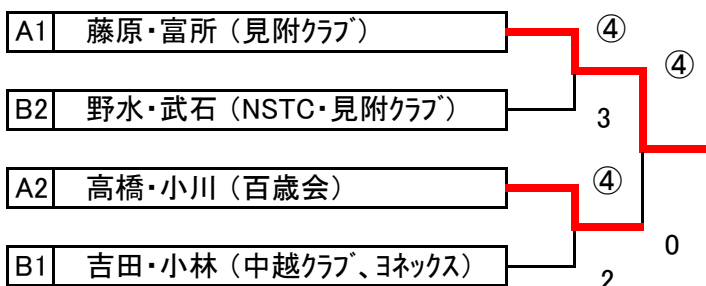 A1 藤原・富所（見附ｸﾗﾌﾞ） ④
④
B2 野水・武石（NSTC・見附ｸﾗﾌﾞ） 3
A2 高橋・小川（百歳会） ④
0
B1 吉田・小林（中越ｸﾗﾌﾞ、ﾖﾈｯｸｽ） 2